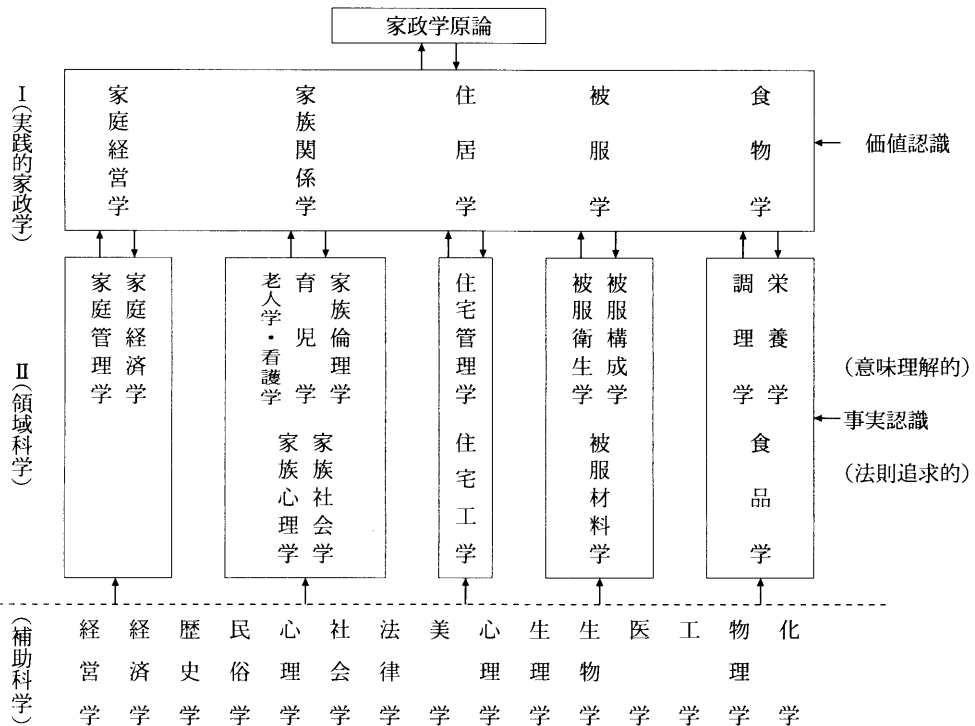 家政学原論
Ⅰ（実践的家政学）
家庭経営学
家族関係学
住居学
被服学
食物学
価値認識
Ⅱ（領域科学）
家庭管理学
家庭経済学
老人学・看護学
育児学
家族倫理学
家族心理学
家族社会学
住宅管理学
住宅工学
被服衛生学
被服構成学
被服材料学
調理学
栄養学
食品学
（意味理解的）
事実認識
（法則追求的）
（補助科学）
経営学
経済学
歴史学
民俗学
心理学
社会学
法律学
美学
心理学
生理学
生物学
医学
工学
物理学
化学